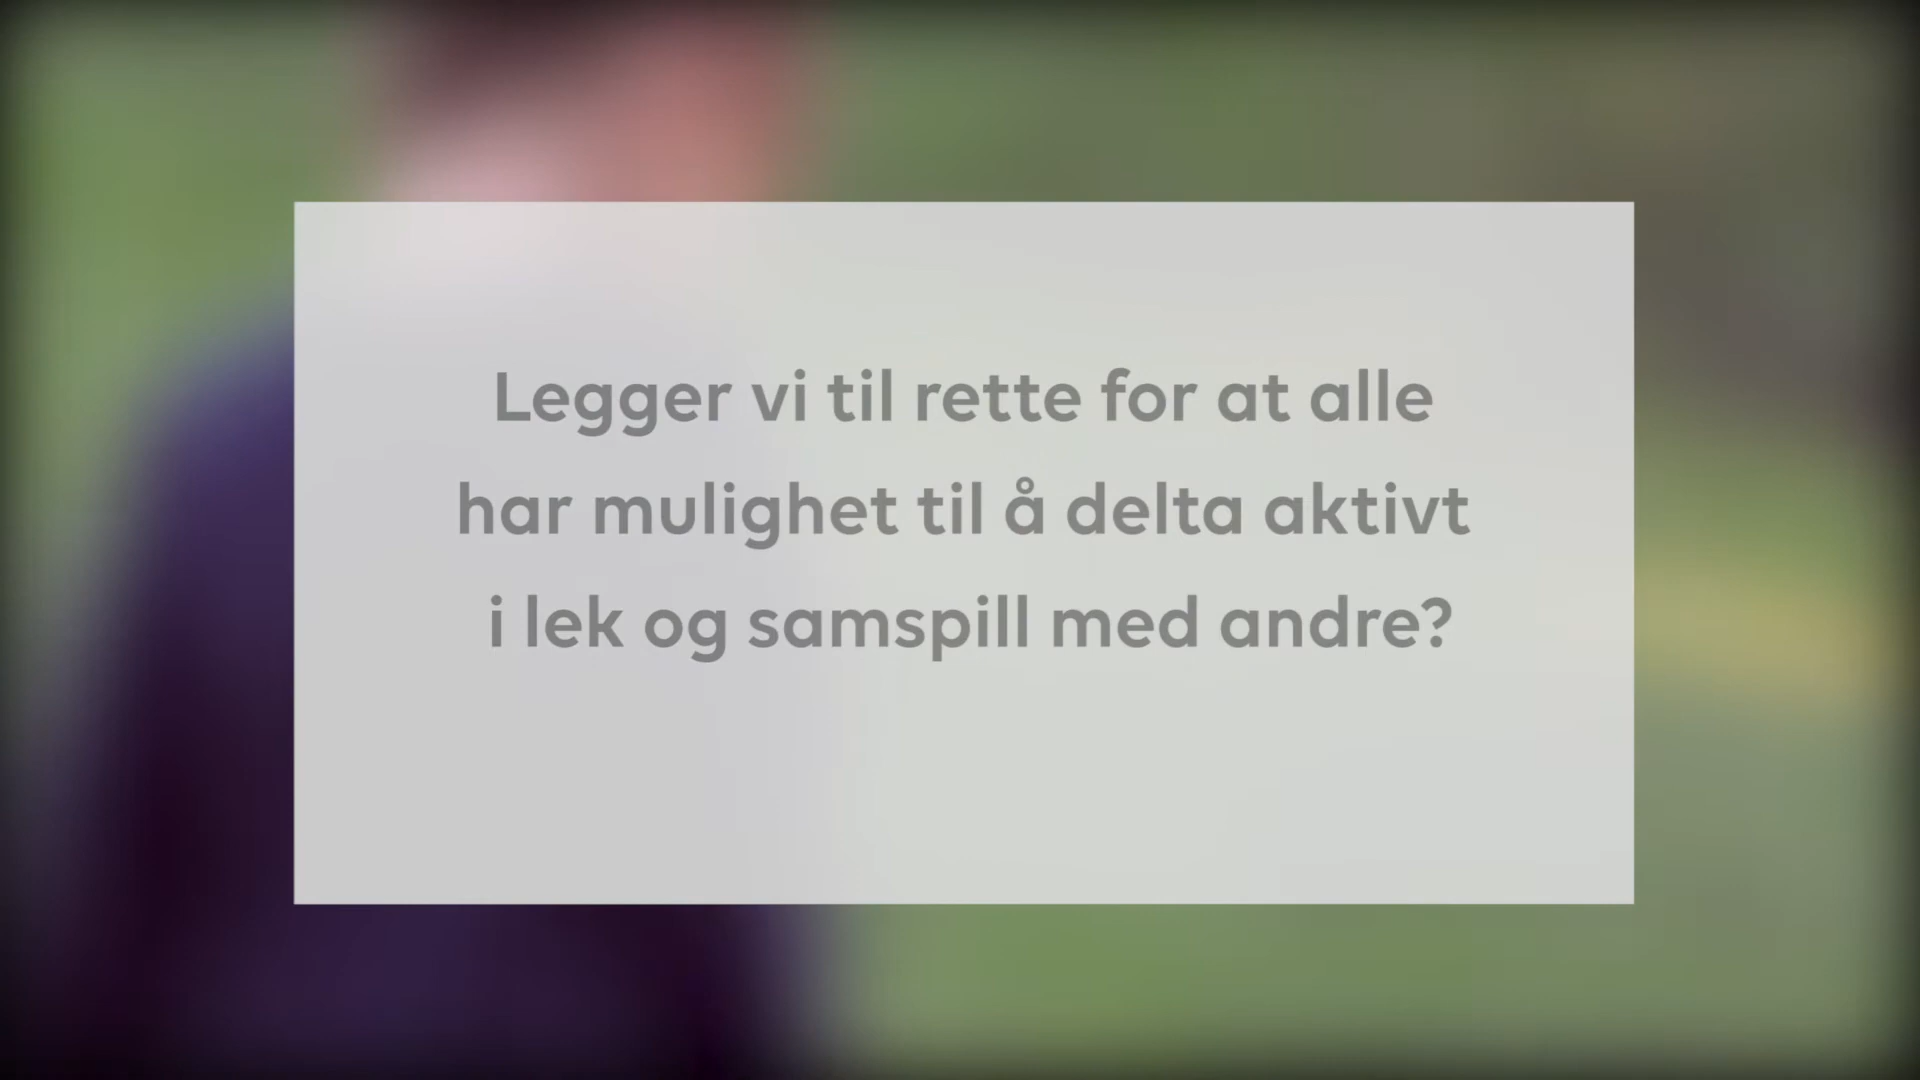 Legger vi til rette for at alle
har mulighet til å delta aktivt
i lek og samspill med andre?